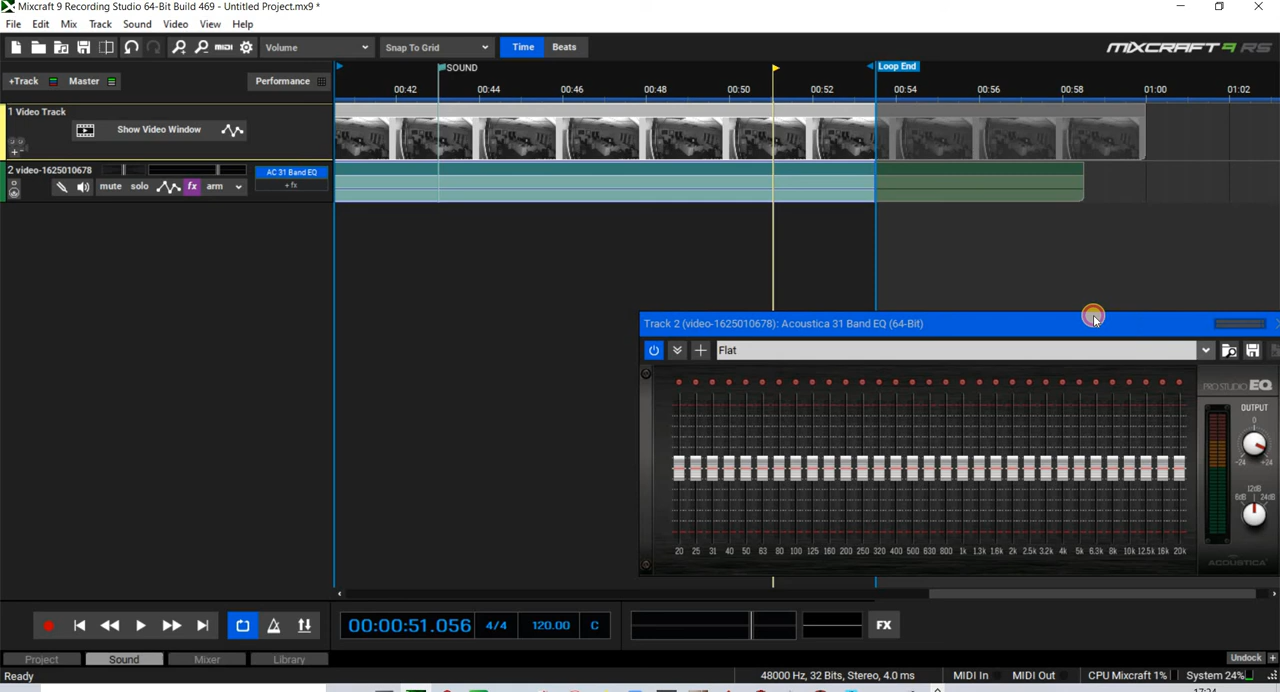 Mixcraft 9 Recording Studio 64-Bit Build 469 - Untitled Project.mx9 *
File Edit Mix Track Sound Video View Help
MIDI Volume Snap To Grid Time Beats MIXCRAFT 9 RS
SOUND Loop End
+Track Master Performance 00:42 00:44 00:46 00:48 00:50 00:52 00:54 00:56 00:58 01:00 01:02
1 Video Track
Show Video Window
2 video-1625010678 AC 31 Band EQ
mute solo fx arm + fx
Track 2 (video-1625010678): Acoustica 31 Band EQ (64-Bit)
Flat
PRO STUDIO EQ
OUTPUT
0
-24 +24
12dB
6dB 24dB
20 25 31 40 50 63 80 100 125 160 200 250 320 400 500 630 800 1k 1.3k 1.6k 2k 2.5k 3.2k 4k 5k 6.3k 8k 10k 12.5k 16k 20k
ACOUSTICA
00:00:51.056 4/4 120.00 C FX
Project Sound Mixer Library Undock +
Ready 48000 Hz, 32 Bits, Stereo, 4.0 ms MIDI In MIDI Out CPU Mixcraft 1% System 24%